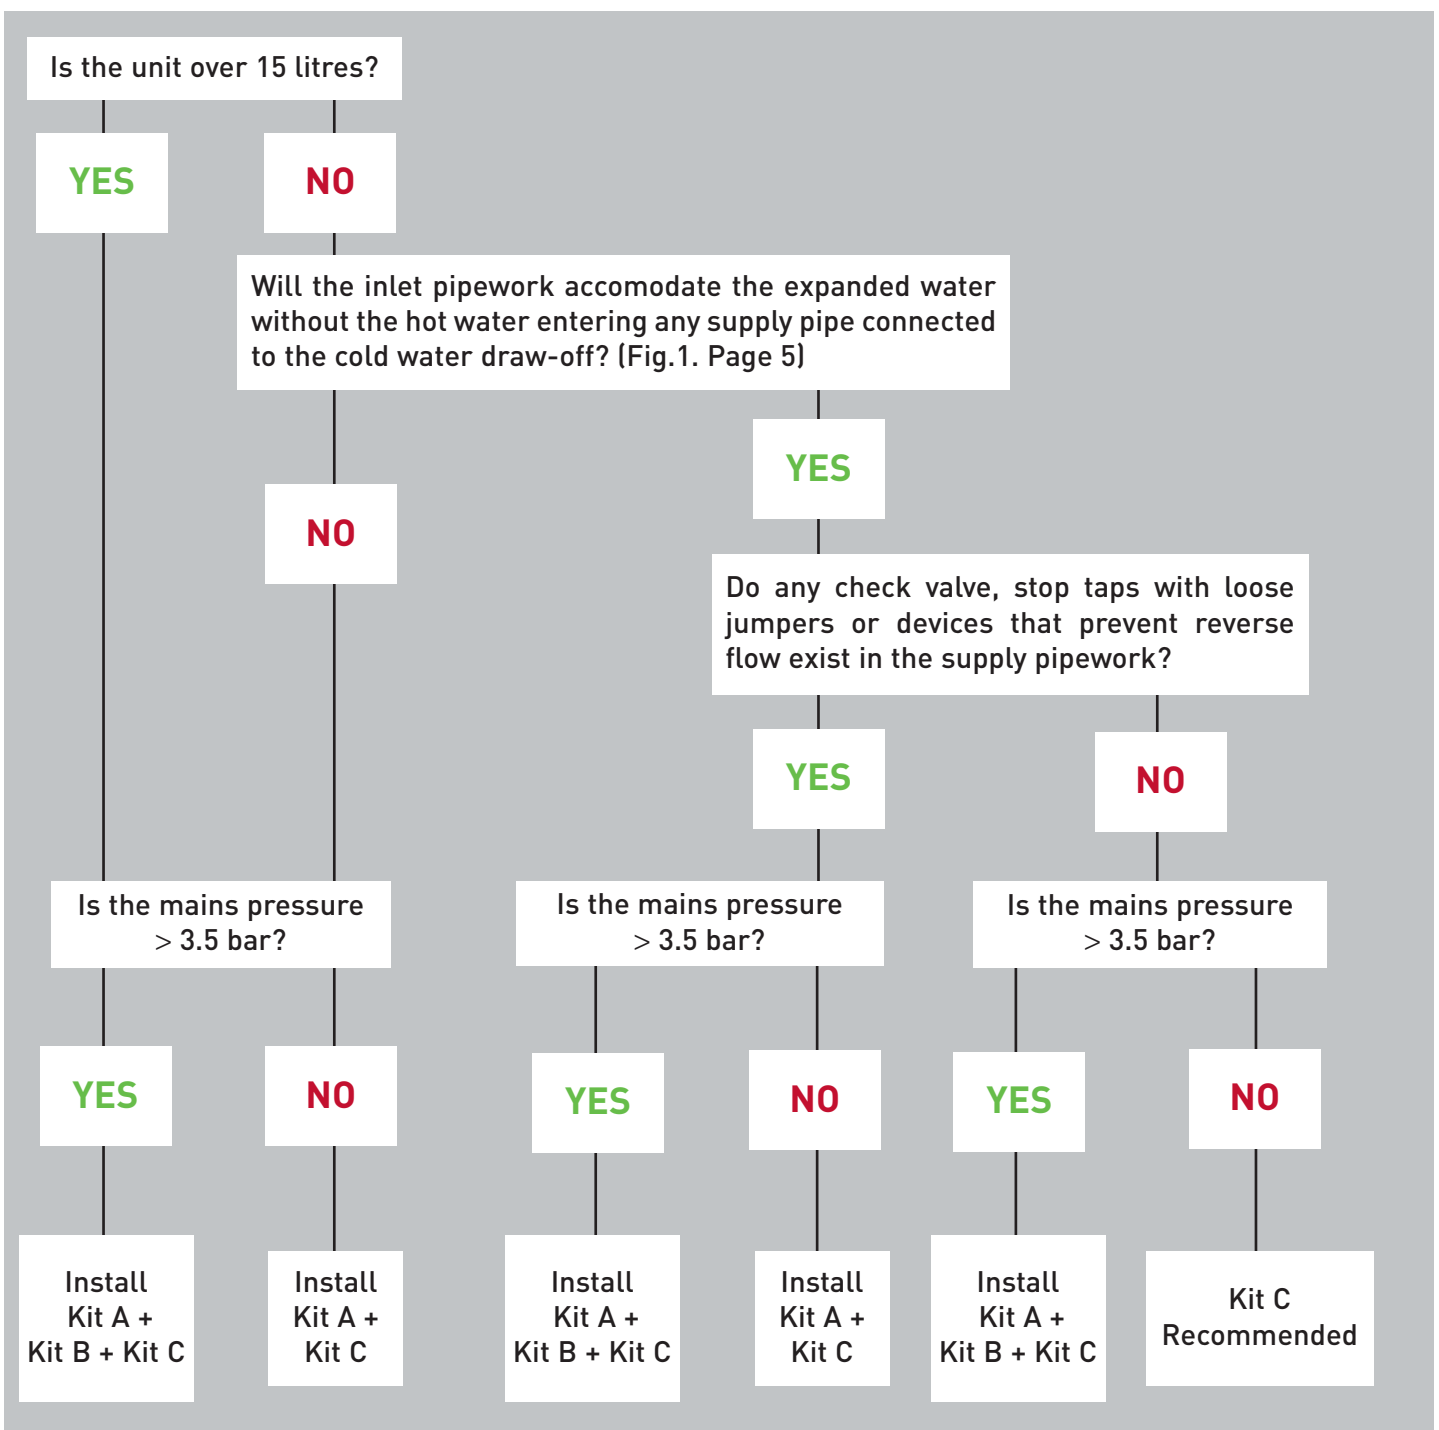 Is the unit over 15 litres?
YES
NO
Will the inlet pipework accomodate the expanded water
without the hot water entering any supply pipe connected
to the cold water draw-off? (Fig.1. Page 5)
YES
NO
Do any check valve, stop taps with loose
jumpers or devices that prevent reverse
flow exist in the supply pipework?
YES
NO
Is the mains pressure
> 3.5 bar?
Is the mains pressure
> 3.5 bar?
Is the mains pressure
> 3.5 bar?
YES
NO
YES
NO
YES
NO
Install
Kit A +
Kit B + Kit C
Install
Kit A +
Kit C
Install
Kit A +
Kit B + Kit C
Install
Kit A +
Kit C
Install
Kit A +
Kit B + Kit C
Kit C
Recommended